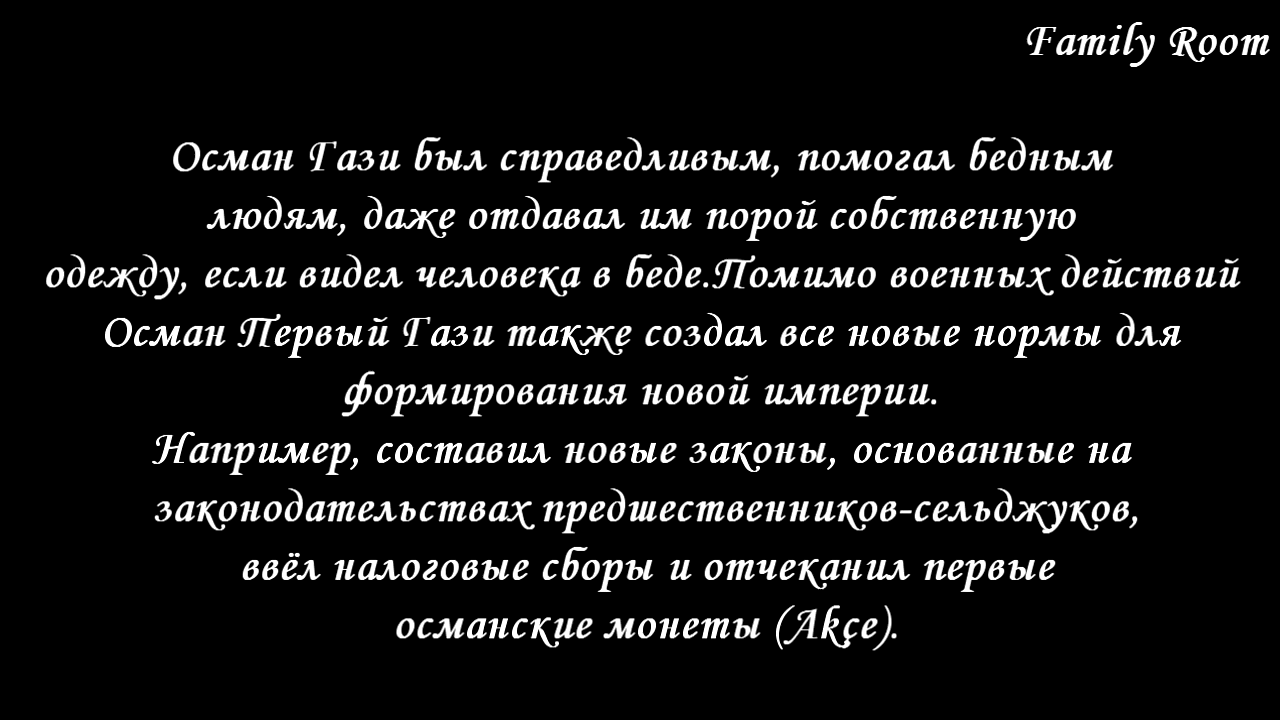 Family Room
Осман Гази был справедливым, помогал бедным
людям, даже отдавал им порой собственную
одежду, если видел человека в беде.Помимо военных действий
Осман Первый Гази также создал все новые нормы для
формирования новой империи.
Например, составил новые законы, основанные на
законодательствах предшественников-сельджуков,
ввёл налоговые сборы и отчеканил первые
османские монеты (Akçe).